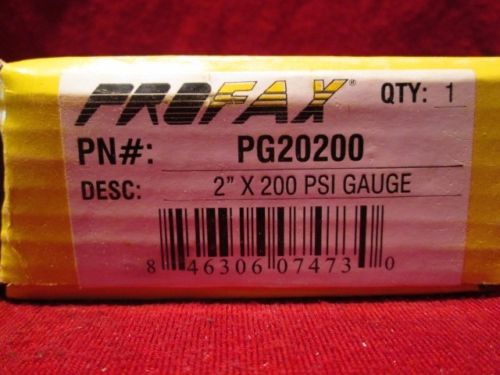 PROFAX® QTY: 1
PN#: PG20200
DESC: 2" X 200 PSI GAUGE
8 46306 07473 0